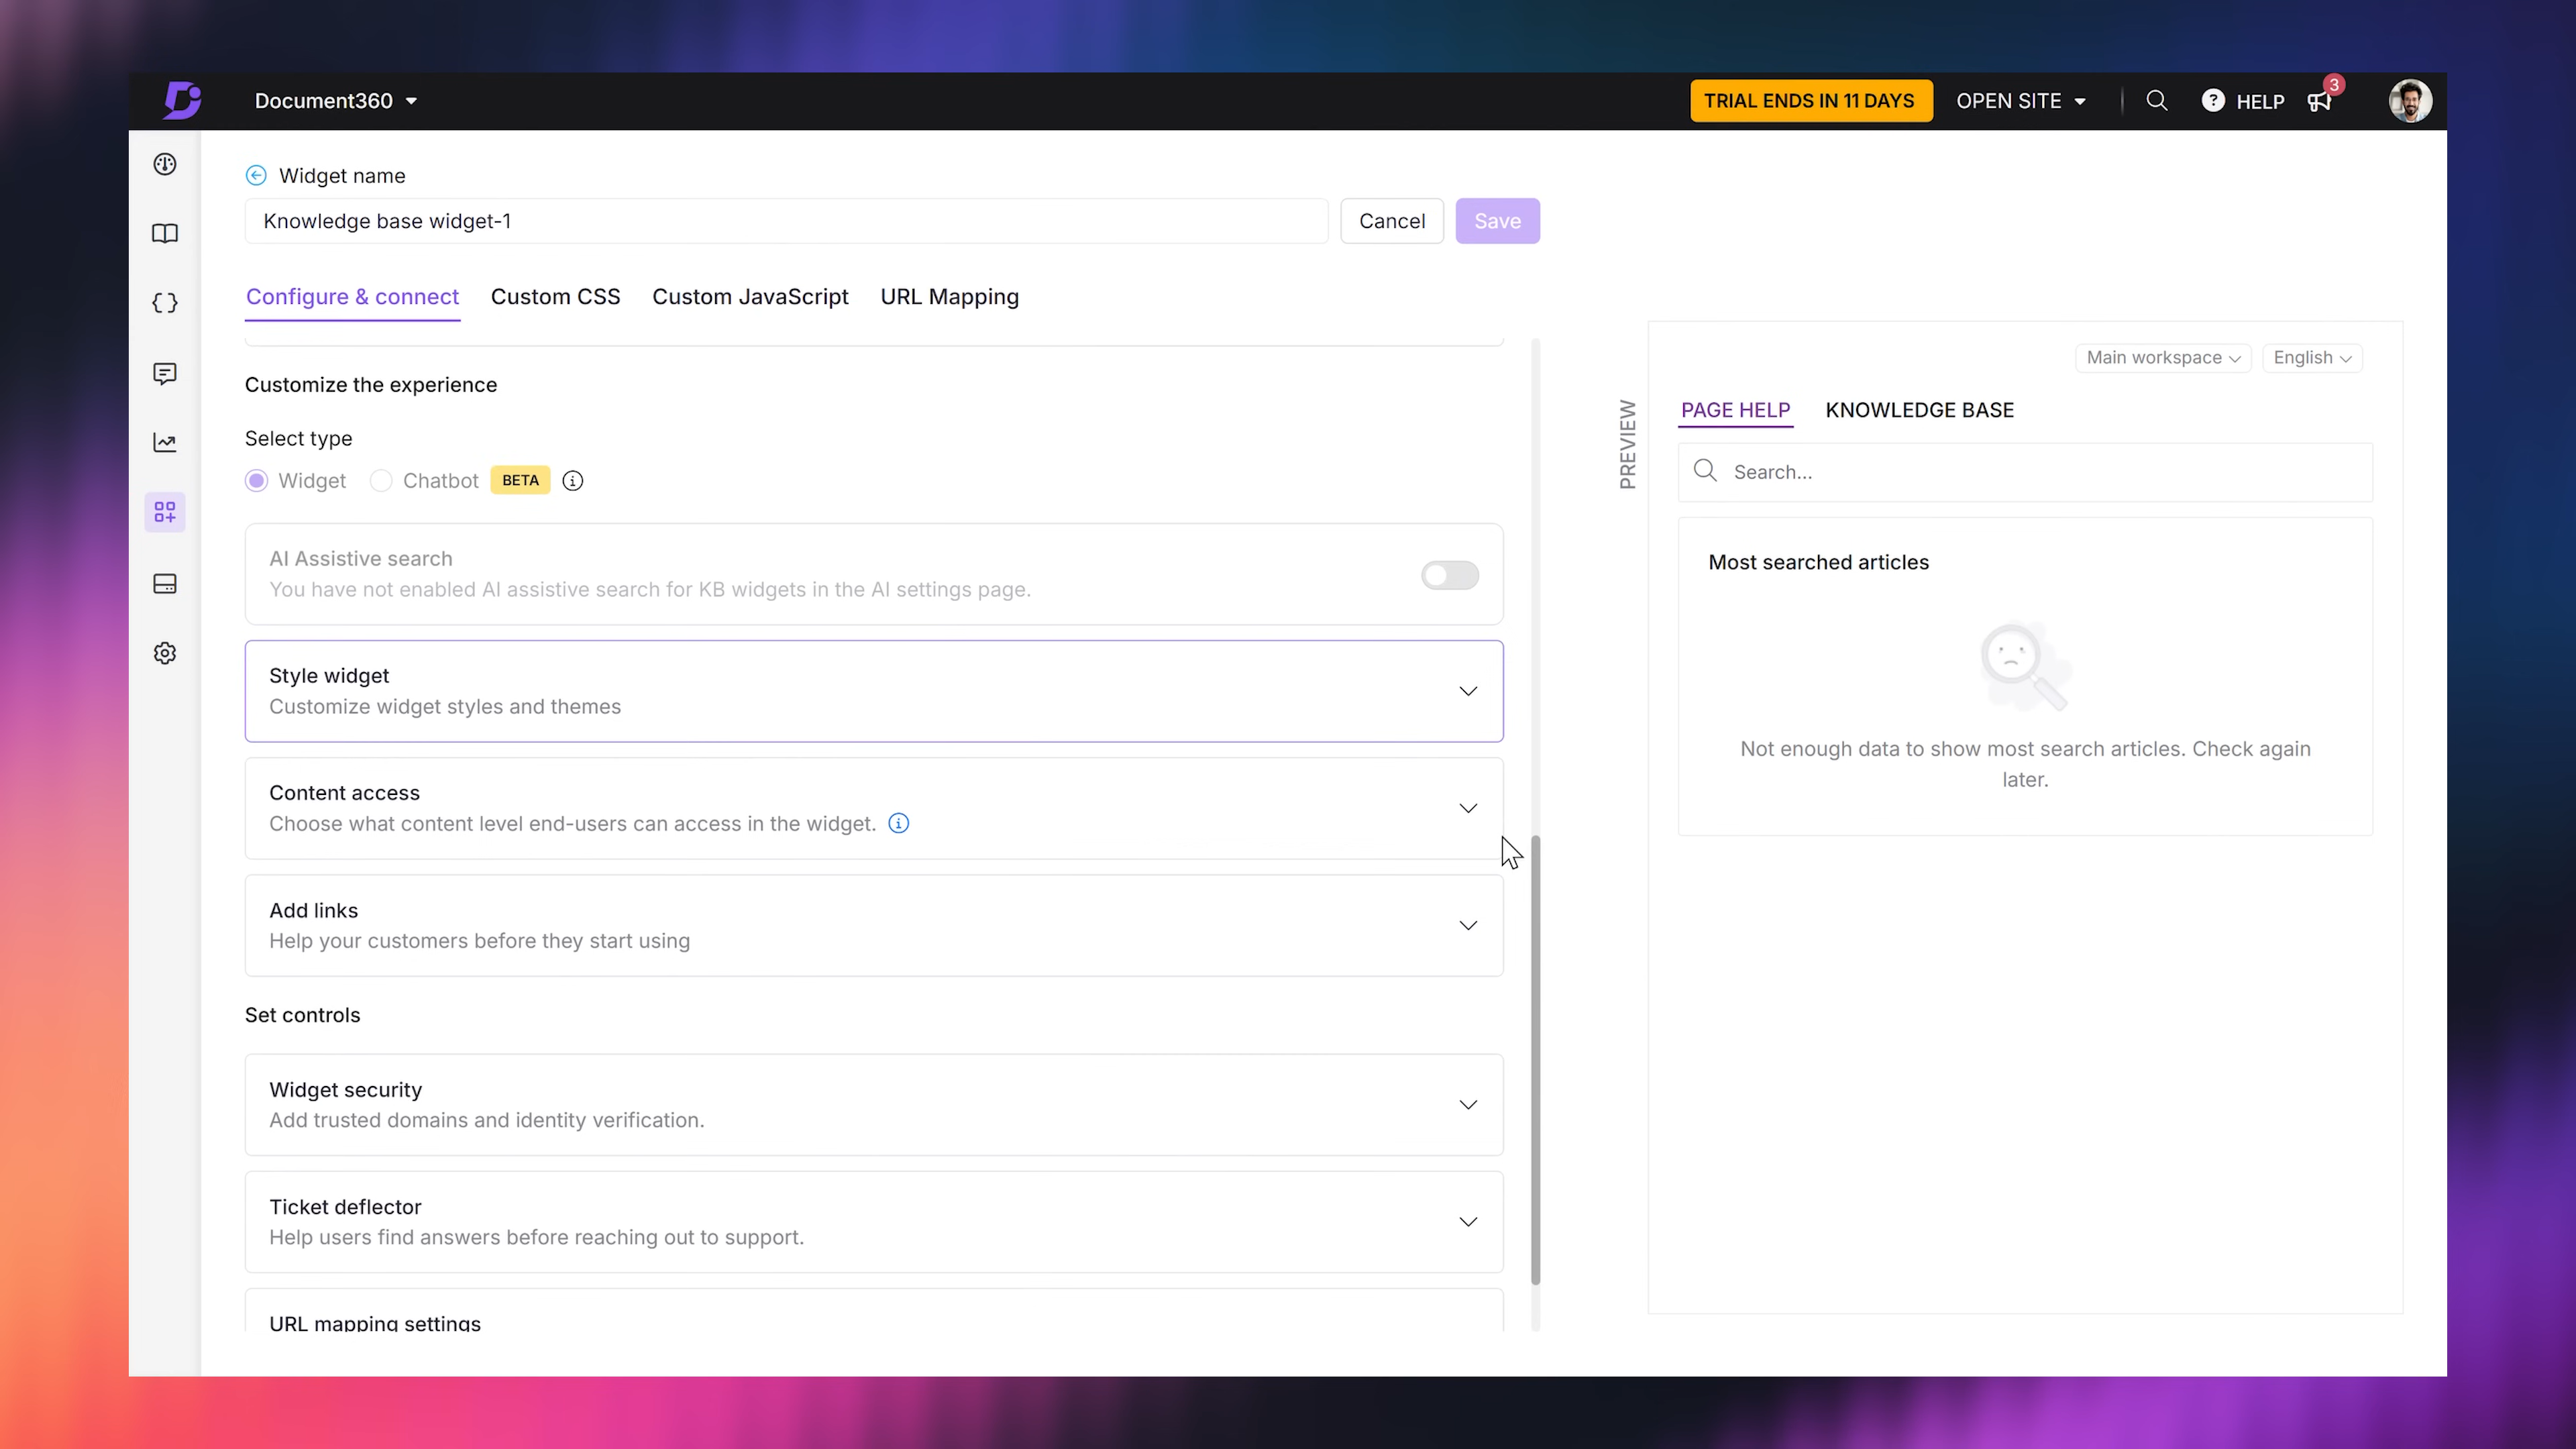 Document360
TRIAL ENDS IN 11 DAYS
OPEN SITE
? HELP
3
Widget name
Knowledge base widget-1
Cancel
Save
Configure & connect
Custom CSS
Custom JavaScript
URL Mapping
Customize the experience
Select type
Widget
Chatbot
BETA
AI Assistive search
You have not enabled AI assistive search for KB widgets in the AI settings page.
Style widget
Customize widget styles and themes
Content access
Choose what content level end-users can access in the widget.
Add links
Help your customers before they start using
Set controls
Widget security
Add trusted domains and identity verification.
Ticket deflector
Help users find answers before reaching out to support.
URL mapping settings
PREVIEW
Main workspace
English
PAGE HELP
KNOWLEDGE BASE
Search...
Most searched articles
Not enough data to show most search articles. Check again
later.